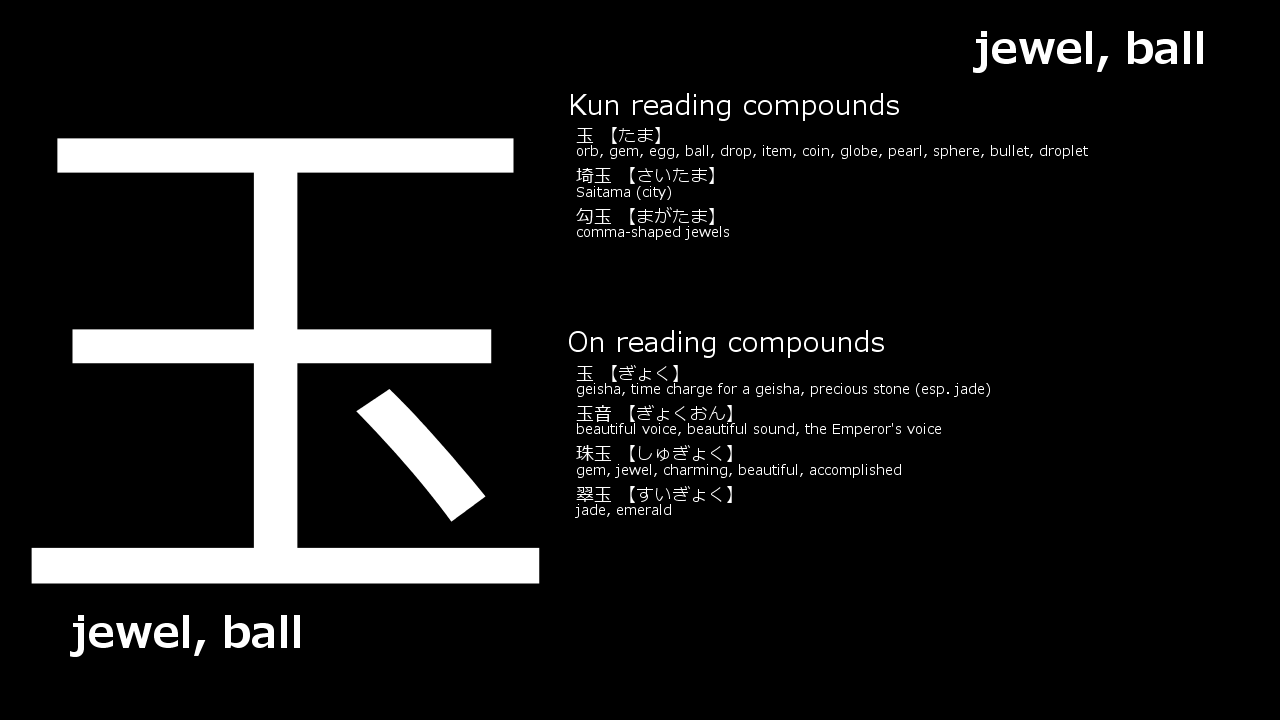 jewel, ball
玉
Kun reading compounds
玉 【たま】
orb, gem, egg, ball, drop, item, coin, globe, pearl, sphere, bullet, droplet
埼玉 【さいたま】
Saitama (city)
勾玉 【まがたま】
comma-shaped jewels
On reading compounds
玉 【ぎょく】
geisha, time charge for a geisha, precious stone (esp. jade)
玉音 【ぎょくおん】
beautiful voice, beautiful sound, the Emperor's voice
珠玉 【しゅぎょく】
gem, jewel, charming, beautiful, accomplished
翠玉 【すいぎょく】
jade, emerald
jewel, ball